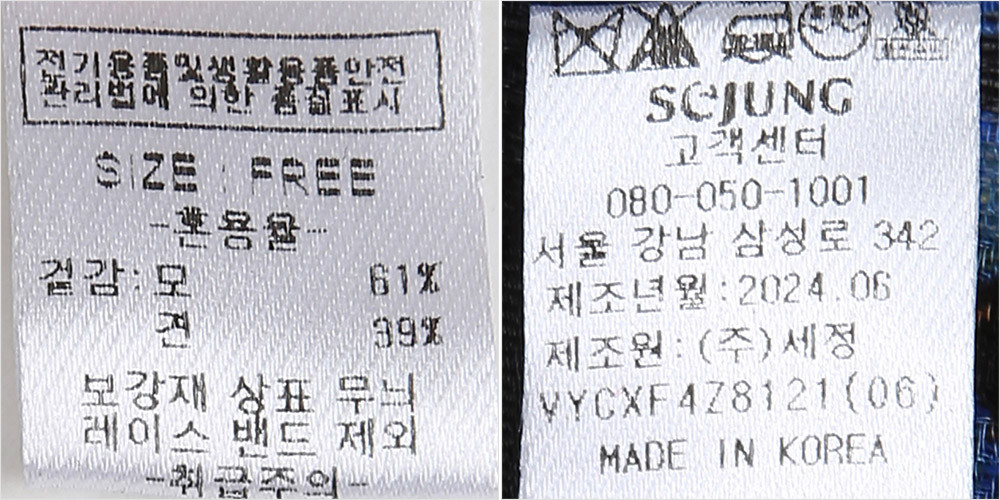 전기용품및생활용품안전
관리법에 의한 품질표시
SIZE : FREE
-혼용율-
겉감 : 모 61%
견 39%
보강재 상표 무늬
레이스 밴드 제외
-취급주의-
SEJUNG
고객센터
080-050-1001
서울 강남 삼성로 342
제조년월 : 2024.06
제조원 : (주)세정
VYCXF4Z8121(06)
MADE IN KOREA